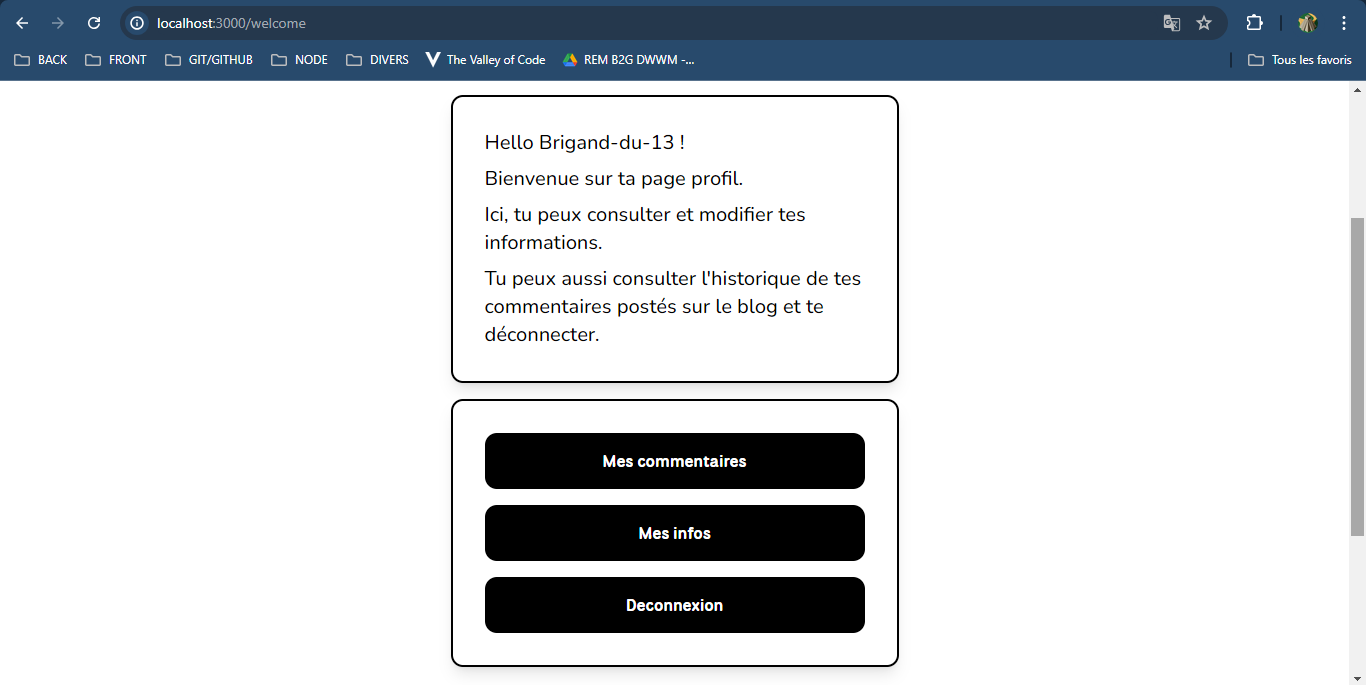 localhost:3000/welcome
BACK FRONT GIT/GITHUB NODE DIVERS The Valley of Code REM B2G DWWM -... Tous les favoris
Hello Brigand-du-13 !
Bienvenue sur ta page profil.
Ici, tu peux consulter et modifier tes
informations.
Tu peux aussi consulter l'historique de tes
commentaires postés sur le blog et te
déconnecter.
Mes commentaires
Mes infos
Deconnexion